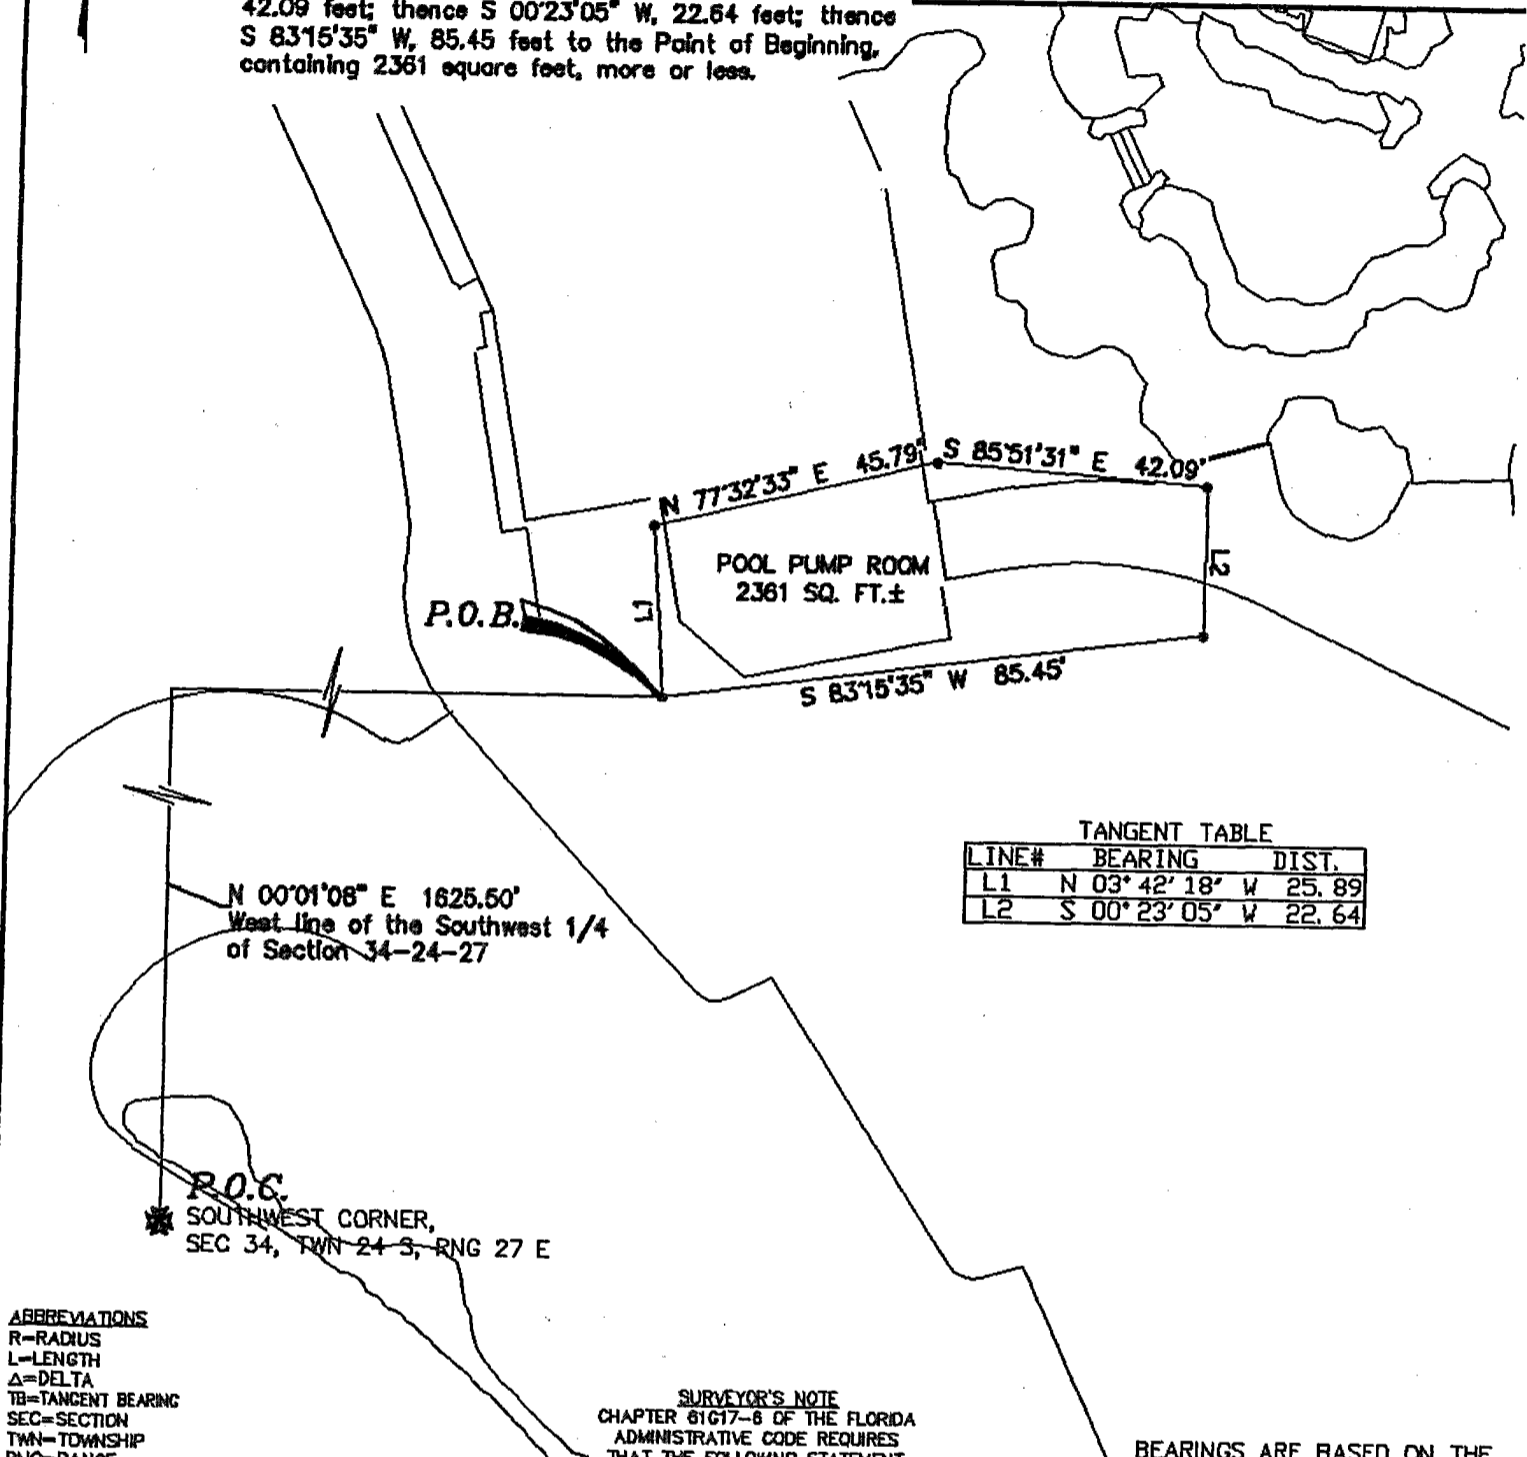 42.09 feet; thence S 00°23'05" W, 22.64 feet; thence
S 83°15'35" W, 85.45 feet to the Point of Beginning,
containing 2361 square feet, more or less.
N 77°32'33" E 45.79'
S 85°51'31" E 42.09'
L1
L2
POOL PUMP ROOM
2361 SQ. FT.±
P.O.B.
S 83°15'35" W 85.45'
TANGENT TABLE
LINE# BEARING DIST.
L1 N 03° 42' 18" W 25.89
L2 S 00° 23' 05" W 22.64
N 00°01'08" E 1625.50'
West line of the Southwest 1/4
of Section 34-24-27
P.O.C.
SOUTHWEST CORNER,
SEC 34, TWN 24 S, RNG 27 E
ABBREVIATIONS
R=RADIUS
L=LENGTH
Δ=DELTA
TB=TANGENT BEARING
SEC=SECTION
TWN=TOWNSHIP
RNG=RANGE
SURVEYOR'S NOTE
CHAPTER 61G17-6 OF THE FLORIDA
ADMINISTRATIVE CODE REQUIRES
THAT THE FOLLOWING STATEMENT
BEARINGS ARE BASED ON THE